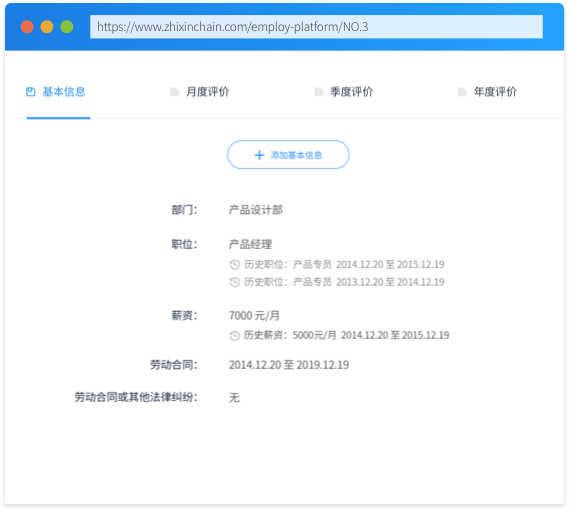 https://www.zhixinchain.com/employ-platform/NO.3
基本信息 月度评价 季度评价 年度评价
添加基本信息
部门： 产品设计部
职位： 产品经理
历史职位：产品专员 2014.12.20 至 2015.12.19
历史职位：产品专员 2013.12.20 至 2014.12.19
薪资： 7000 元/月
历史薪资：5000元/月 2014.12.20 至 2015.12.19
劳动合同： 2014.12.20 至 2019.12.19
劳动合同或其他法律纠纷： 无